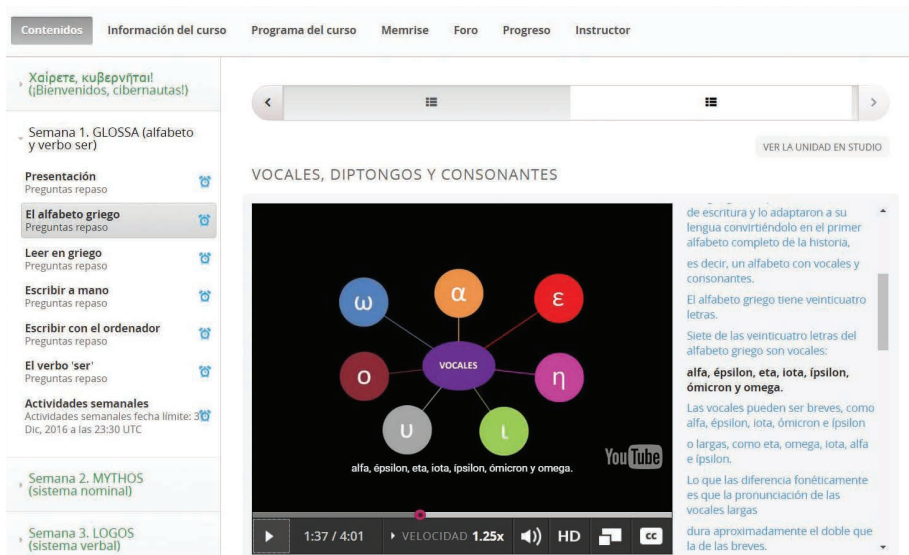 Contenidos
Información del curso
Programa del curso
Memrise
Foro
Progreso
Instructor
Χαίρετε, κυβερνῆται!
(¡Bienvenidos, cibernautas!)
Semana 1. GLOSSA (alfabeto
y verbo ser)
Presentación
Preguntas repaso
El alfabeto griego
Preguntas repaso
Leer en griego
Preguntas repaso
Escribir a mano
Preguntas repaso
Escribir con el ordenador
Preguntas repaso
El verbo 'ser'
Preguntas repaso
Actividades semanales
Actividades semanales fecha límite: 3
Dic, 2016 a las 23:30 UTC
Semana 2. MYTHOS
(sistema nominal)
Semana 3. LOGOS
(sistema verbal)
VER LA UNIDAD EN STUDIO
VOCALES, DIPTONGOS Y CONSONANTES
α
ω
ε
VOCALES
ο
η
υ
ι
YouTube
alfa, épsilon, eta, iota, ípsilon, ómicron y omega.
1:37 / 4:01
VELOCIDAD 1.25x
HD
cc
de escritura y lo adaptaron a su
lengua convirtiéndolo en el primer
alfabeto completo de la historia,
es decir, un alfabeto con vocales y
consonantes.
El alfabeto griego tiene veinticuatro
letras.
Siete de las veinticuatro letras del
alfabeto griego son vocales:
alfa, épsilon, eta, iota, ípsilon,
ómicron y omega.
Las vocales pueden ser breves, como
alfa, épsilon, iota, ómicron e ípsilon
o largas, como eta, omega, iota, alfa
e ípsilon.
Lo que las diferencia fonéticamente
es que la pronunciación de las
vocales largas
dura aproximadamente el doble que
la de las breves.